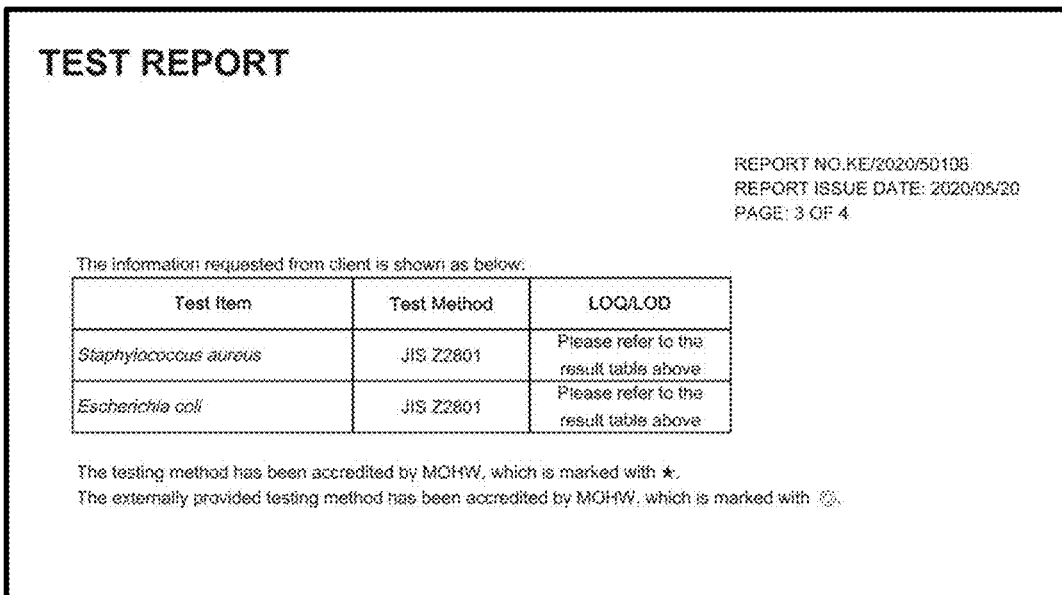 TEST REPORT
REPORT NO.KE/2020/50108
REPORT ISSUE DATE: 2020/05/20
PAGE: 3 OF 4
The information requested from client is shown as below:
Test Item Test Method LOQ/LOD
Staphylococcus aureus JIS Z2801 Please refer to the
result table above
Escherichia coli JIS Z2801 Please refer to the
result table above
The testing method has been accredited by MOHW, which is marked with ★.
The externally provided testing method has been accredited by MOHW, which is marked with ◎.